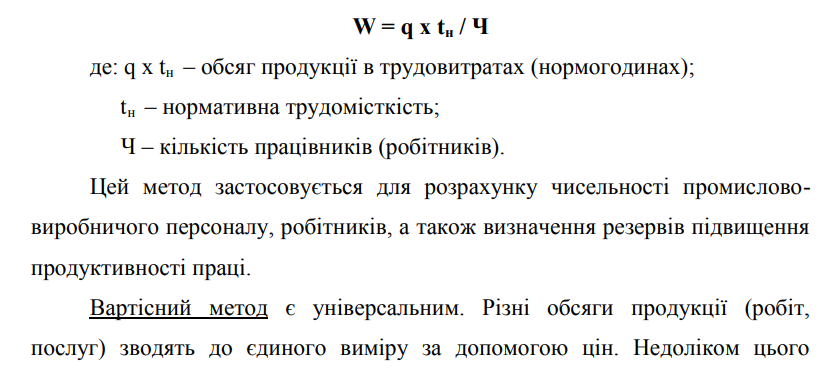 W = q x tн / Ч
де: q x tн – обсяг продукції в трудовитратах (нормогодинах);
tн – нормативна трудомісткість;
Ч – кількість працівників (робітників).
Цей метод застосовується для розрахунку чисельності промислово-
виробничого персоналу, робітників, а також визначення резервів підвищення
продуктивності праці.
Вартісний метод є універсальним. Різні обсяги продукції (робіт,
послуг) зводять до єдиного виміру за допомогою цін. Недоліком цього